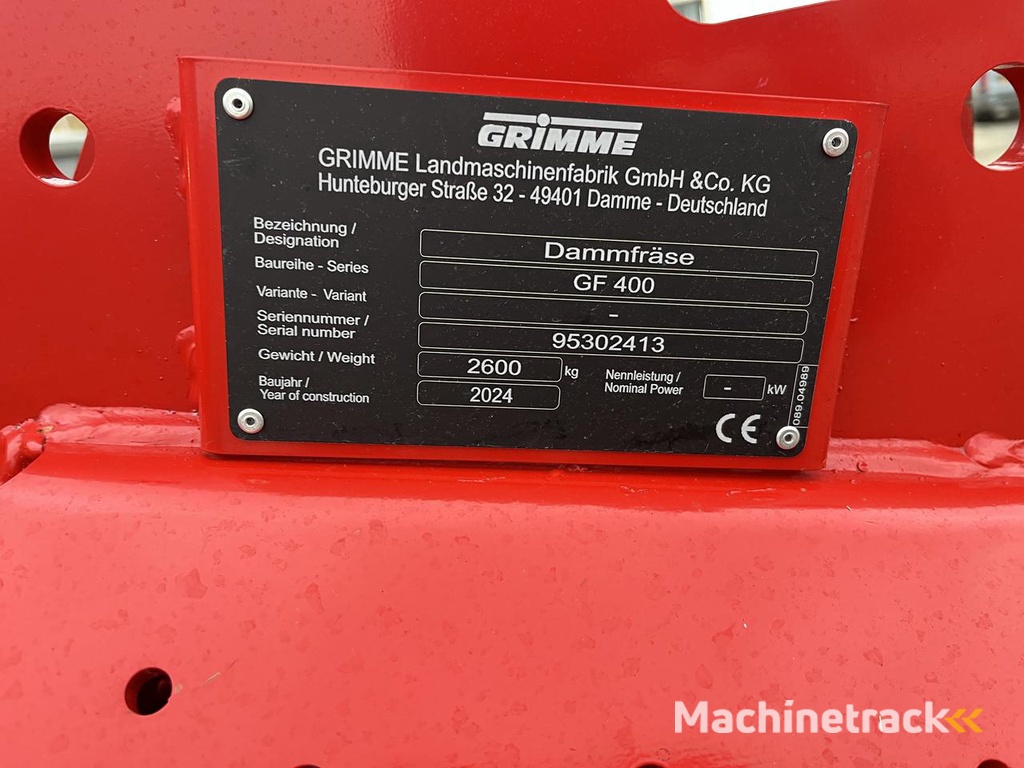 GRIMME
GRIMME Landmaschinenfabrik GmbH &Co. KG
Hunteburger Straße 32 - 49401 Damme - Deutschland
Bezeichnung /
Designation
Dammfräse
Baureihe - Series
GF 400
Variante - Variant
-
Seriennummer /
Serial number
95302413
Gewicht / Weight
2600 kg
Nennleistung /
Nominal Power
- kW
Baujahr /
Year of construction
2024
CE
089.04989
Machinetrack